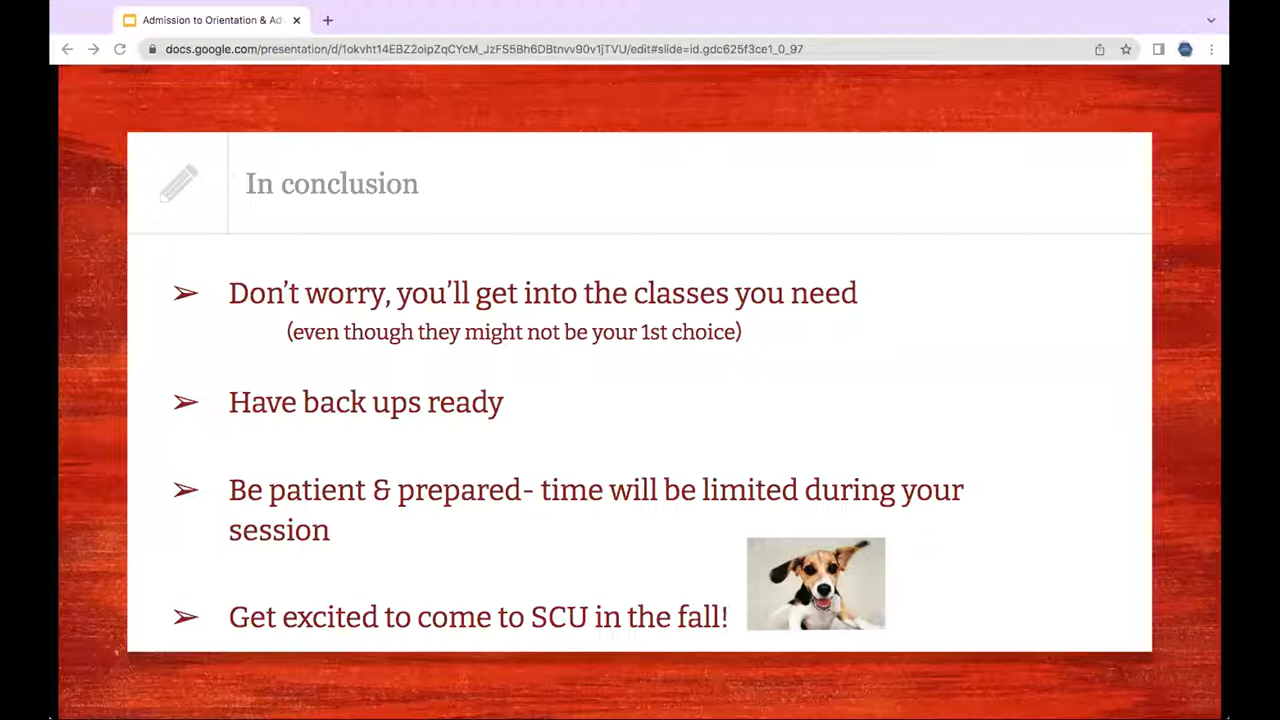 Admission to Orientation & Ad
docs.google.com/presentation/d/1okvht14EBZ2oipZqCYcM_JzFS5Bh6DBtnvv90v1jTVU/edit#slide=id.gdc625f3ce1_0_97
In conclusion
➢ Don't worry, you'll get into the classes you need
(even though they might not be your 1st choice)
➢ Have back ups ready
➢ Be patient & prepared- time will be limited during your
session
➢ Get excited to come to SCU in the fall!